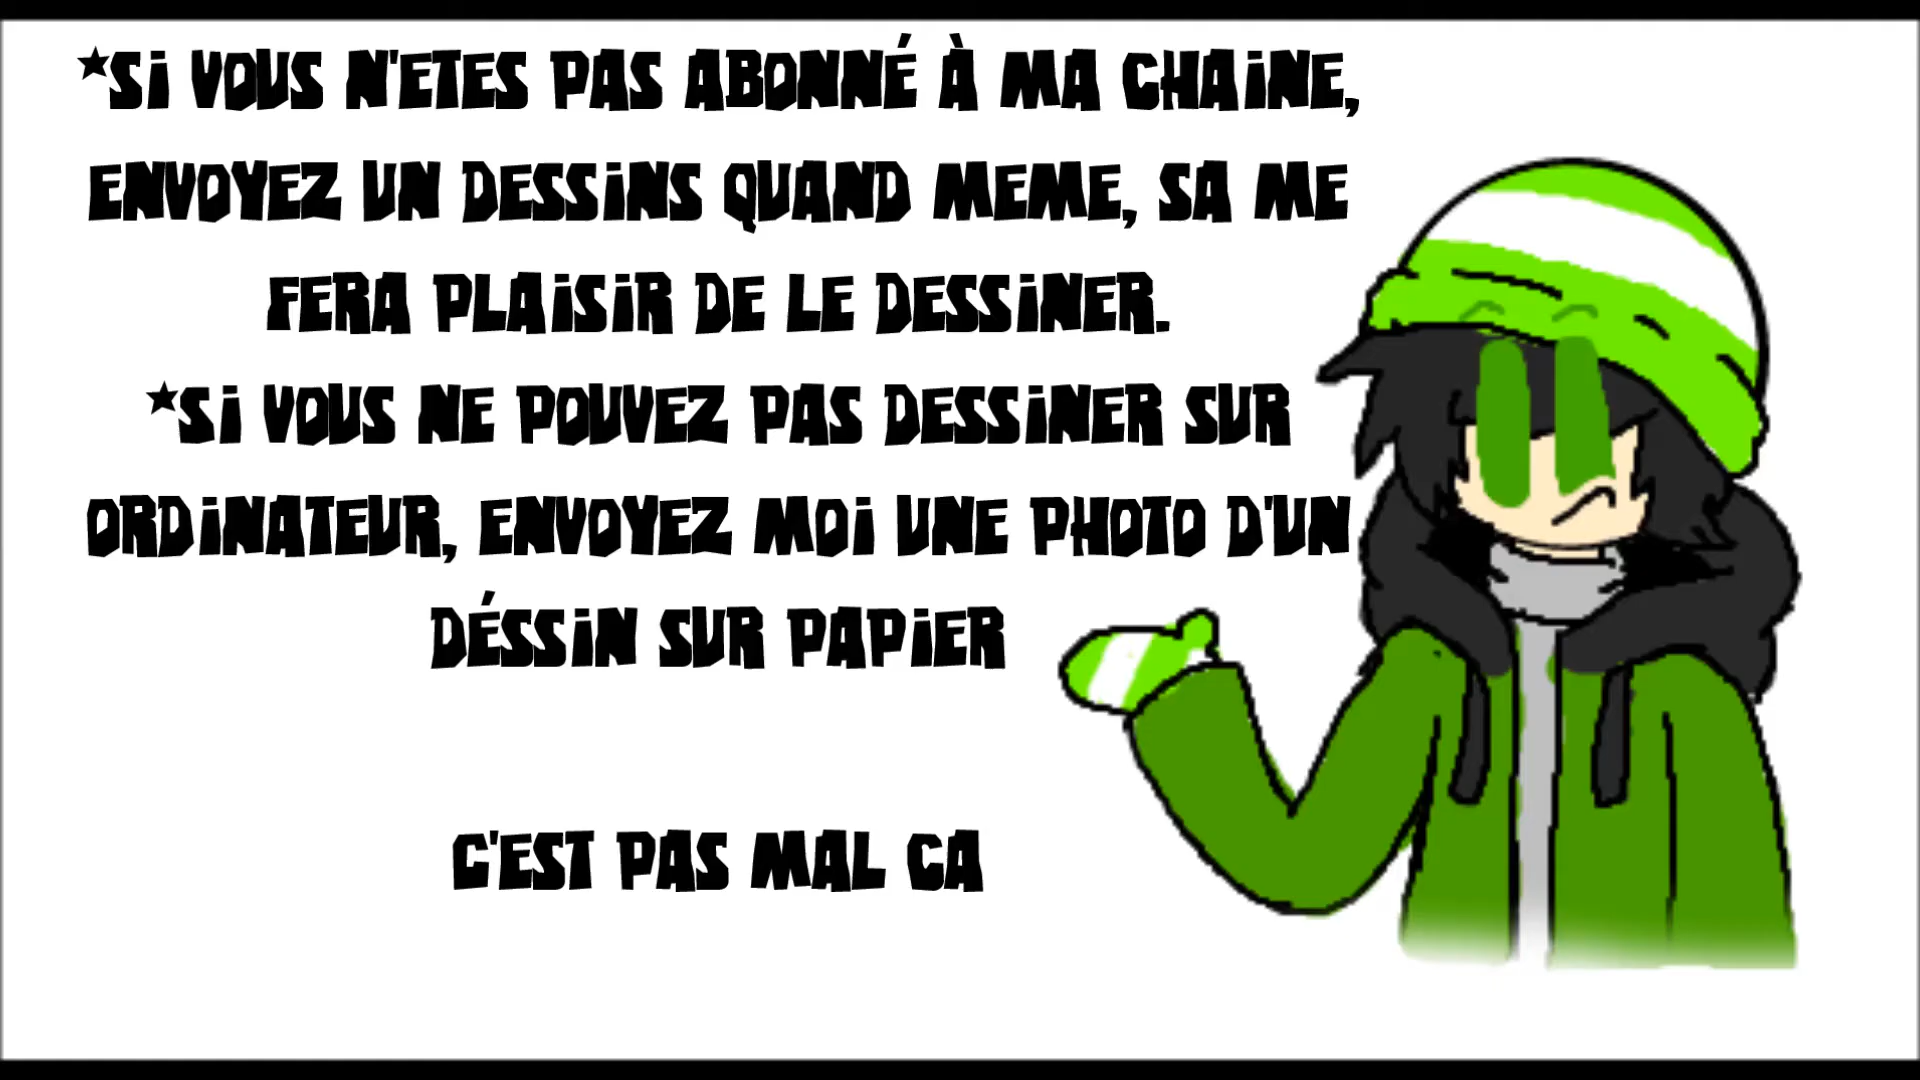 *SI VOUS N'ETES PAS ABONNÉ À MA CHAINE,
ENVOYEZ UN DESSINS QUAND MEME, SA ME
FERA PLAISIR DE LE DESSINER.
*SI VOUS NE POUVEZ PAS DESSINER SUR
ORDINATEUR, ENVOYEZ MOI UNE PHOTO D'UN
DÉSSIN SUR PAPIER
C'EST PAS MAL CA